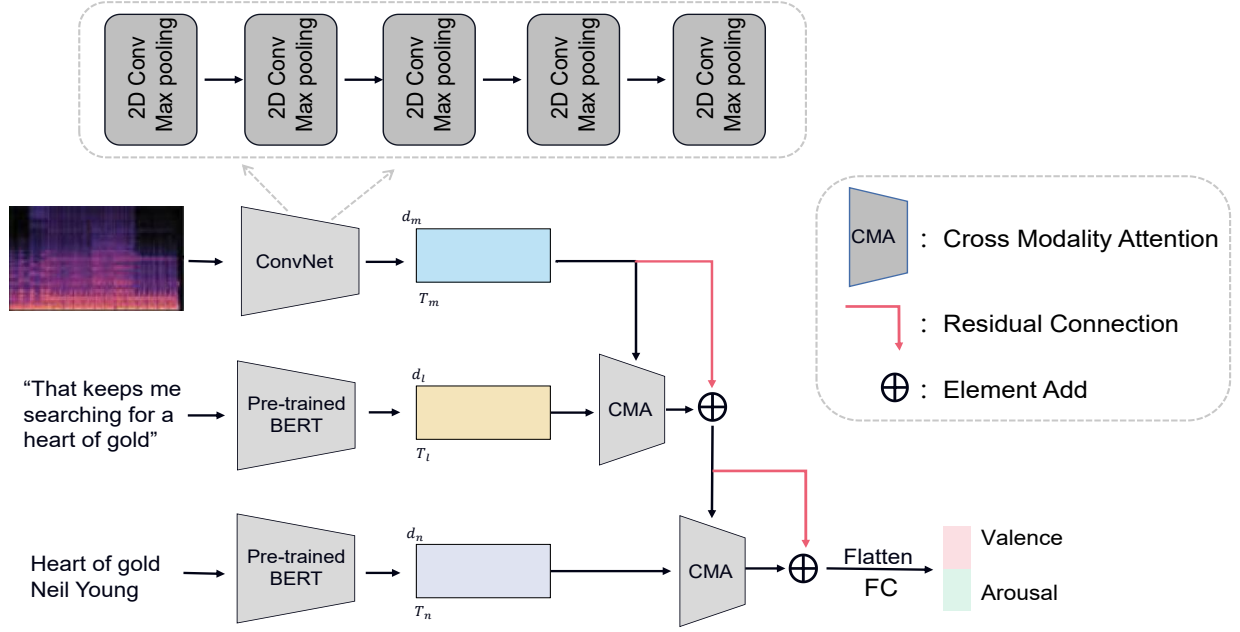 2D Conv
Max pooling
2D Conv
Max pooling
2D Conv
Max pooling
2D Conv
Max pooling
2D Conv
Max pooling
ConvNet
d_m
T_m
CMA : Cross Modality Attention
: Residual Connection
: Element Add
“That keeps me
searching for a
heart of gold”
Pre-trained
BERT
d_l
T_l
CMA
Heart of gold
Neil Young
Pre-trained
BERT
d_n
T_n
CMA
Flatten
FC
Valence
Arousal